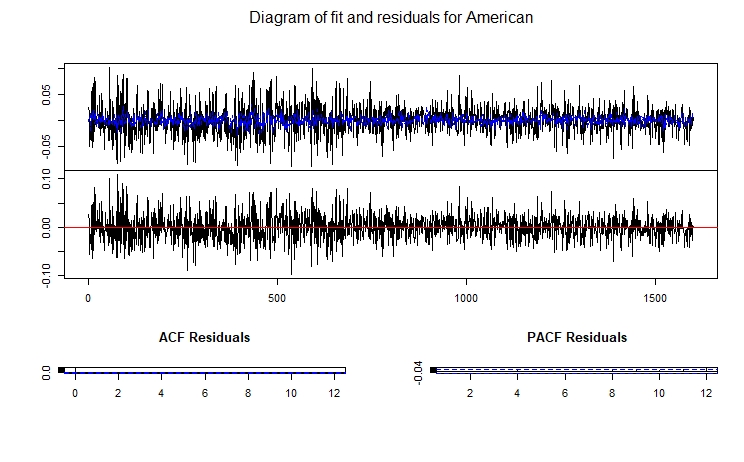 Diagram of fit and residuals for American
0.05
-0.05
0.10
0.00
-0.10
0
500
1000
1500
ACF Residuals
PACF Residuals
0.0
-0.04
0 2 4 6 8 10 12
2 4 6 8 10 12